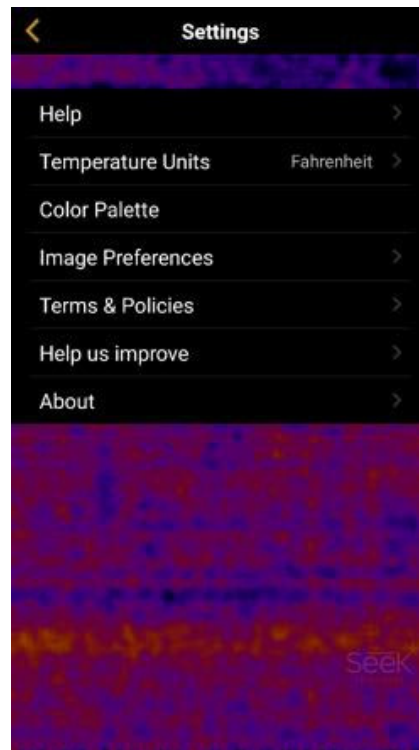 Settings
Help
Temperature Units Fahrenheit
Color Palette
Image Preferences
Terms & Policies
Help us improve
About
Seek